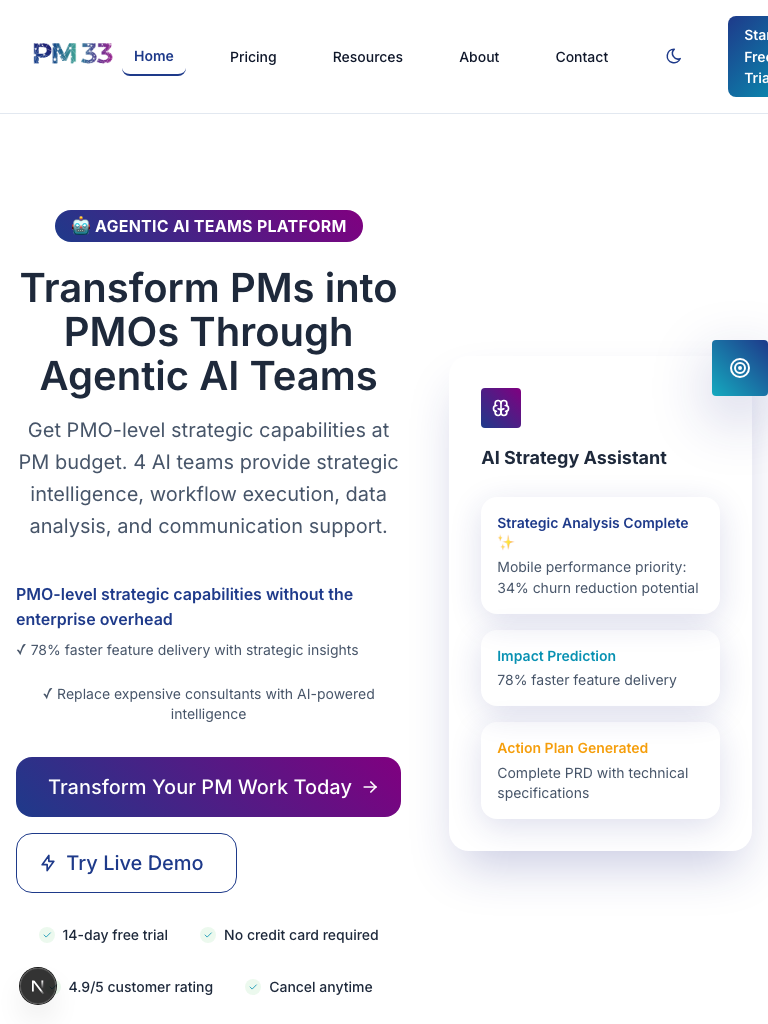 PM 33
Home
Pricing
Resources
About
Contact
🤖 AGENTIC AI TEAMS PLATFORM
Transform PMs into
PMOs Through
Agentic AI Teams
Get PMO-level strategic capabilities at
PM budget. 4 AI teams provide strategic
intelligence, workflow execution, data
analysis, and communication support.
PMO-level strategic capabilities without the
enterprise overhead
✓ 78% faster feature delivery with strategic insights
✓ Replace expensive consultants with AI-powered
intelligence
Transform Your PM Work Today →
Try Live Demo
14-day free trial
No credit card required
4.9/5 customer rating
Cancel anytime
N
AI Strategy Assistant
Strategic Analysis Complete
✨
Mobile performance priority:
34% churn reduction potential
Impact Prediction
78% faster feature delivery
Action Plan Generated
Complete PRD with technical
specifications